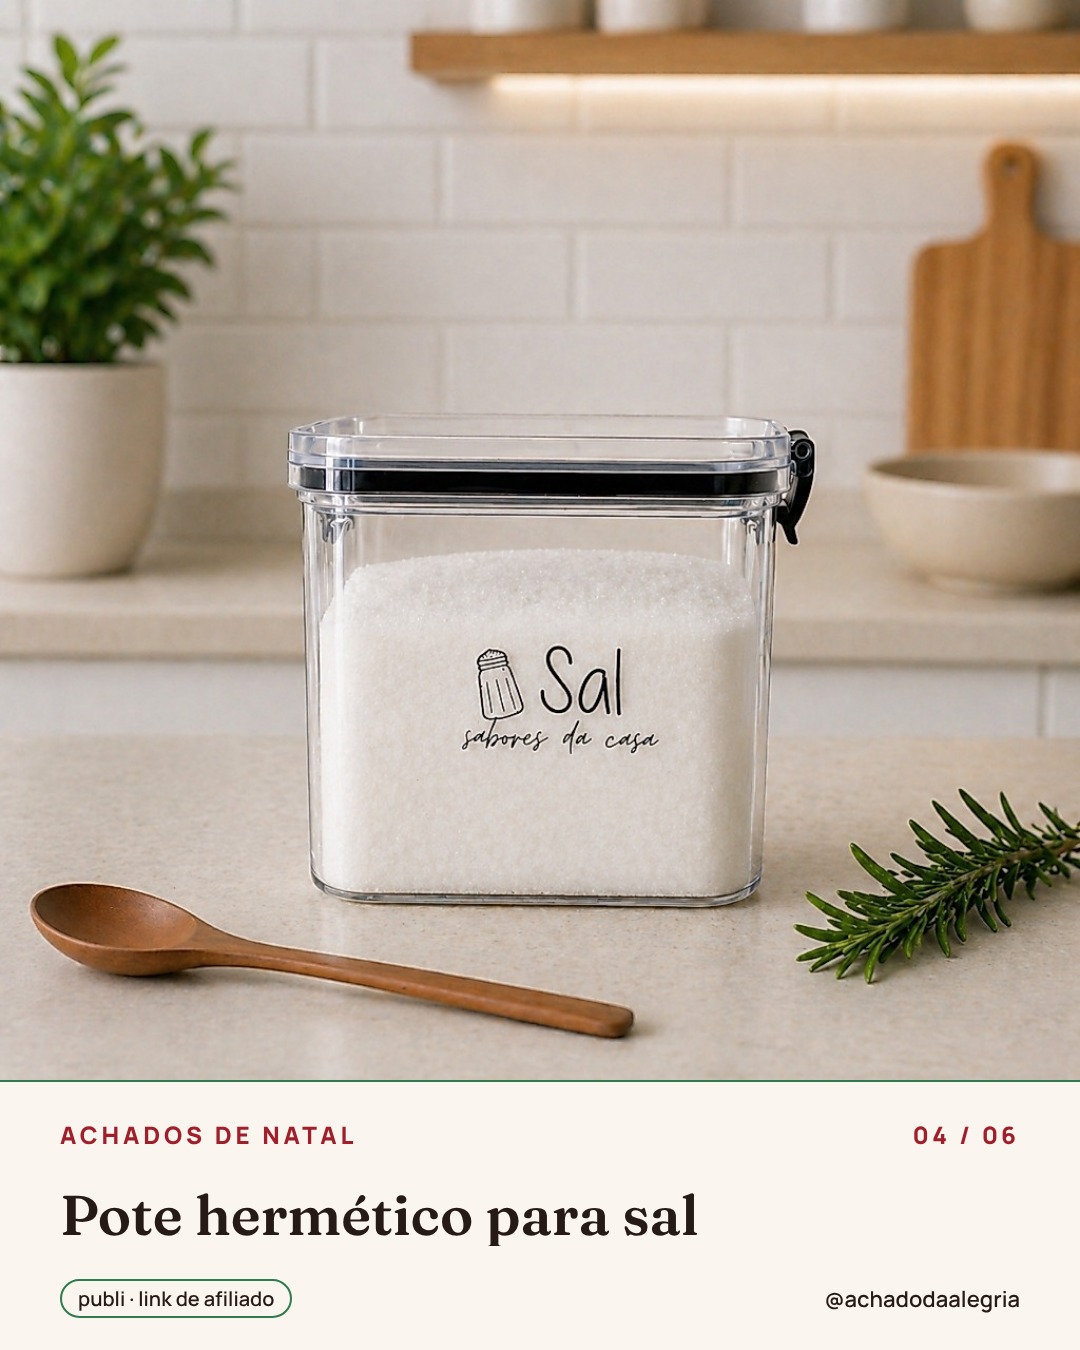 Sal
sabores da casa
ACHADOS DE NATAL
04 / 06
Pote hermético para sal
publi · link de afiliado
@achadodaalegria